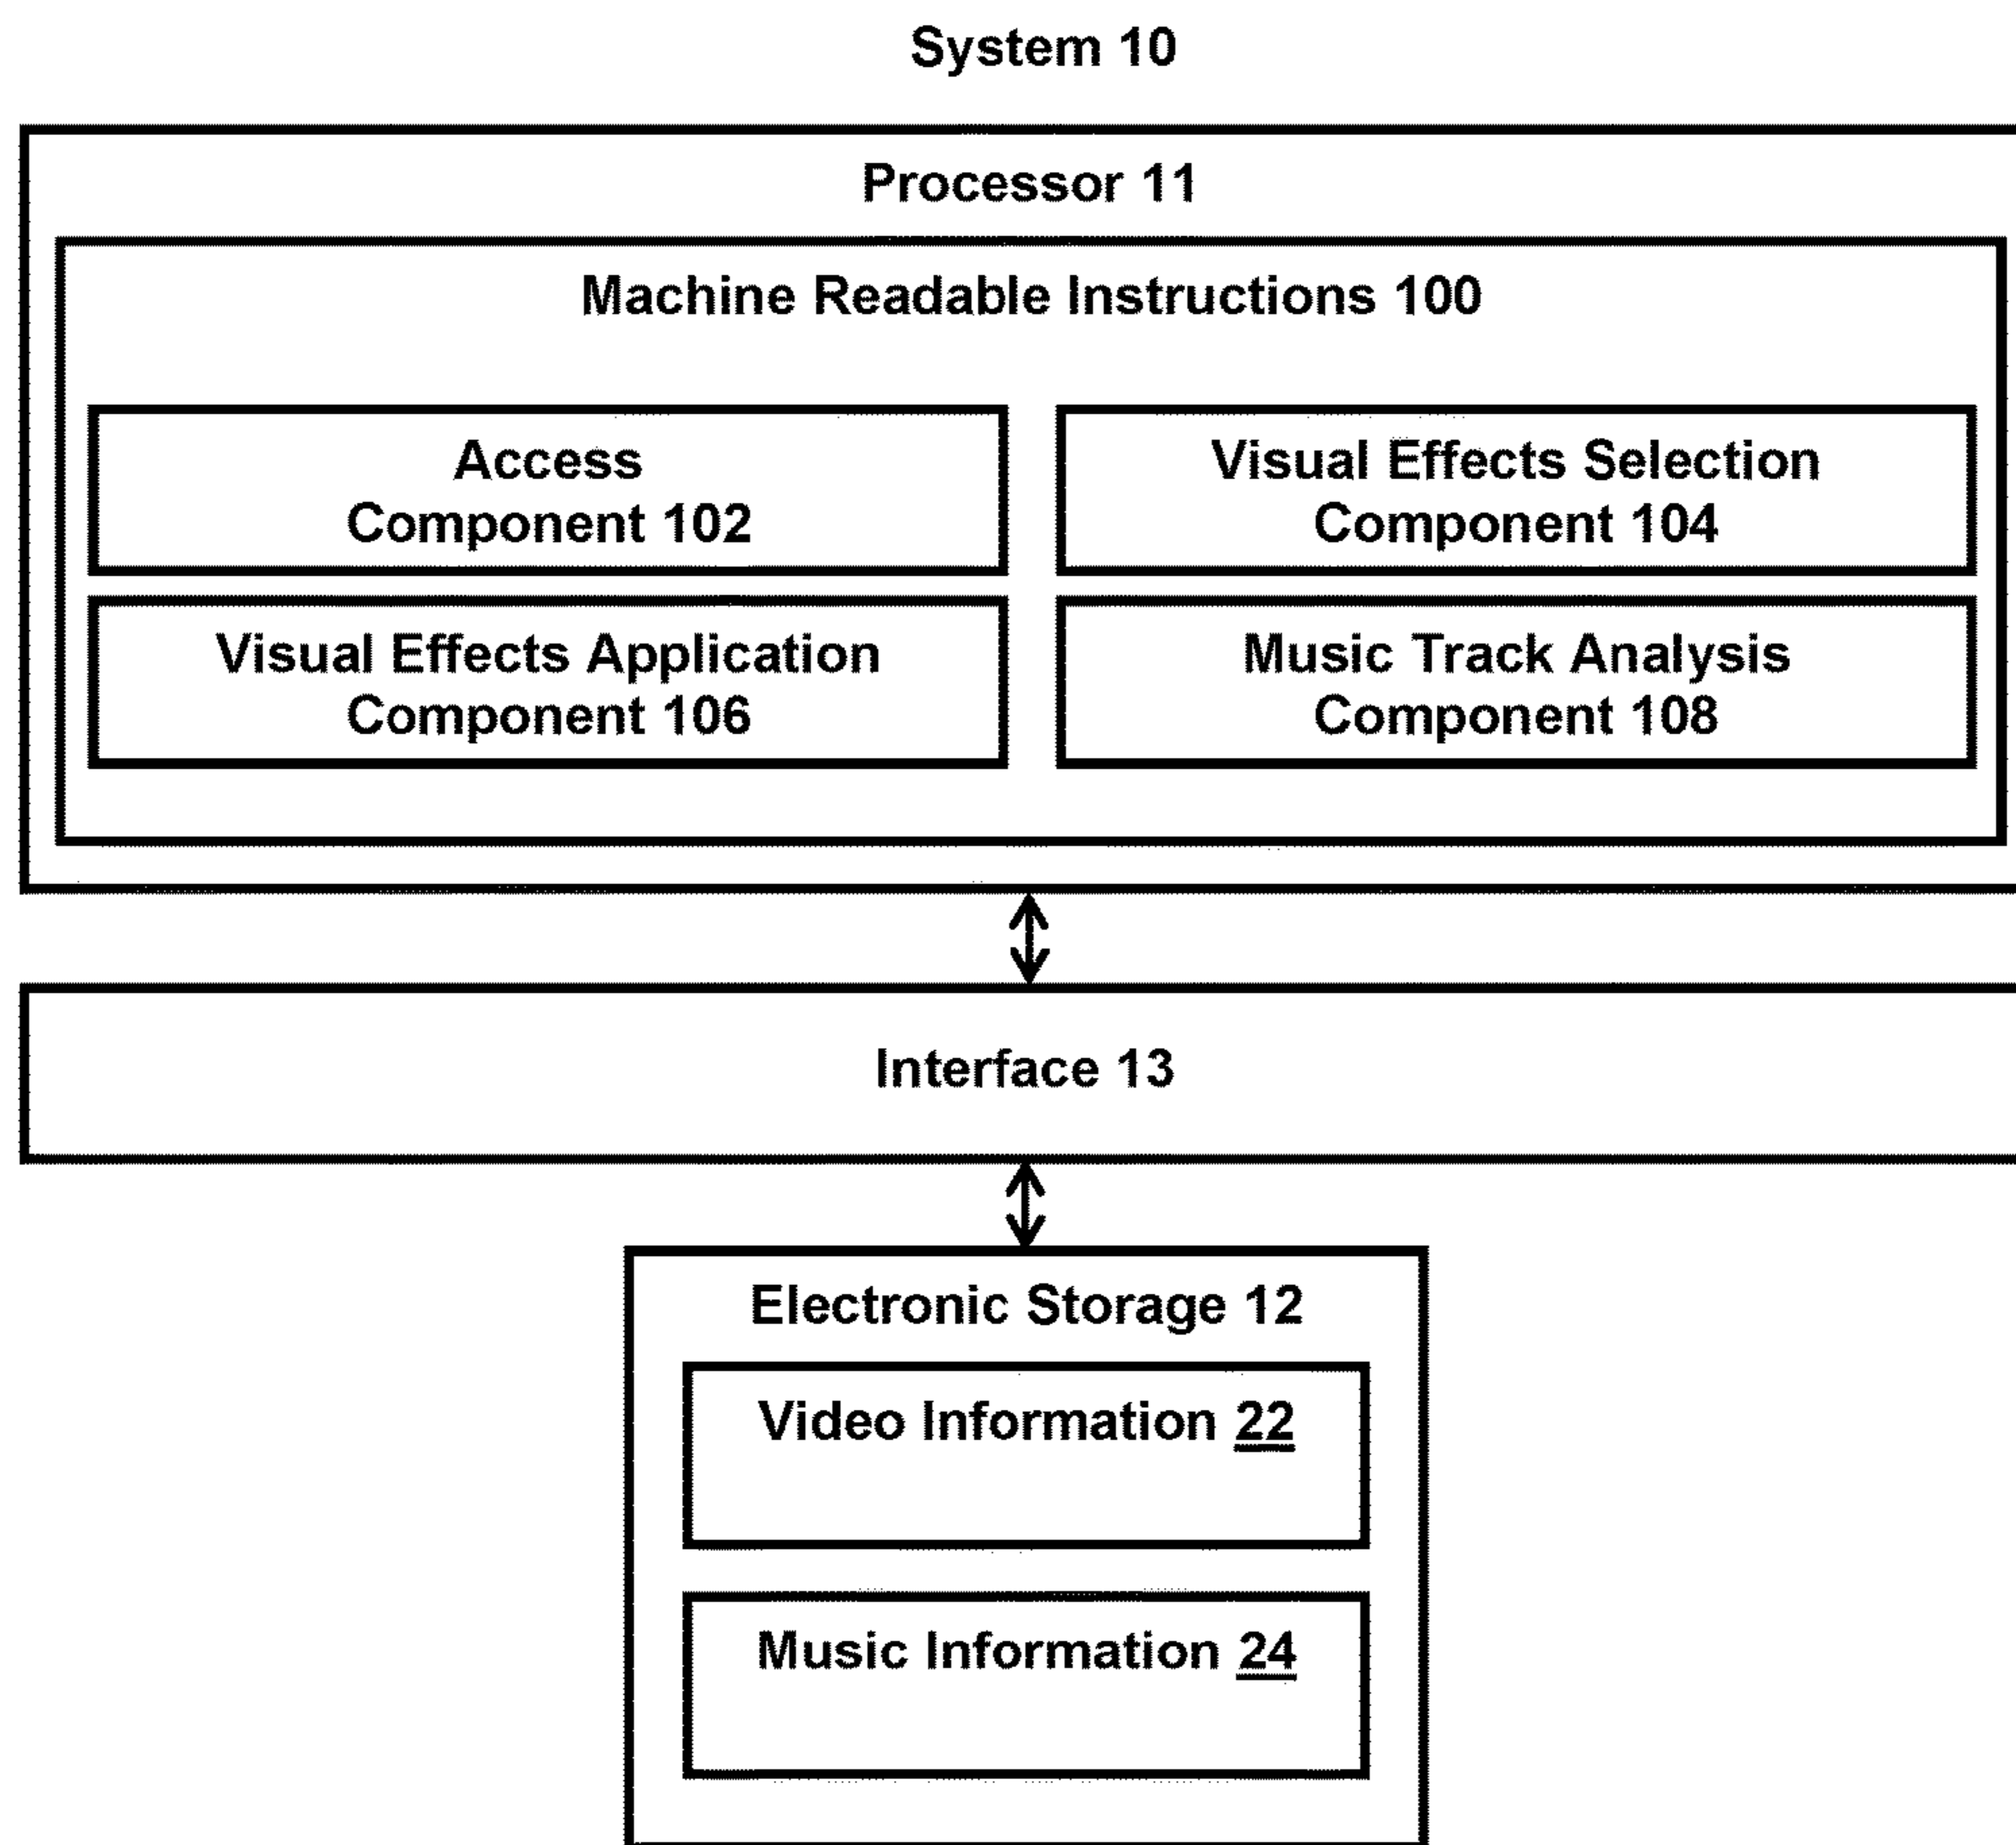 System 10
Processor 11
Machine Readable Instructions 100
Access
Component 102
Visual Effects Selection
Component 104
Visual Effects Application
Component 106
Music Track Analysis
Component 108
Interface 13
Electronic Storage 12
Video Information 22
Music Information 24